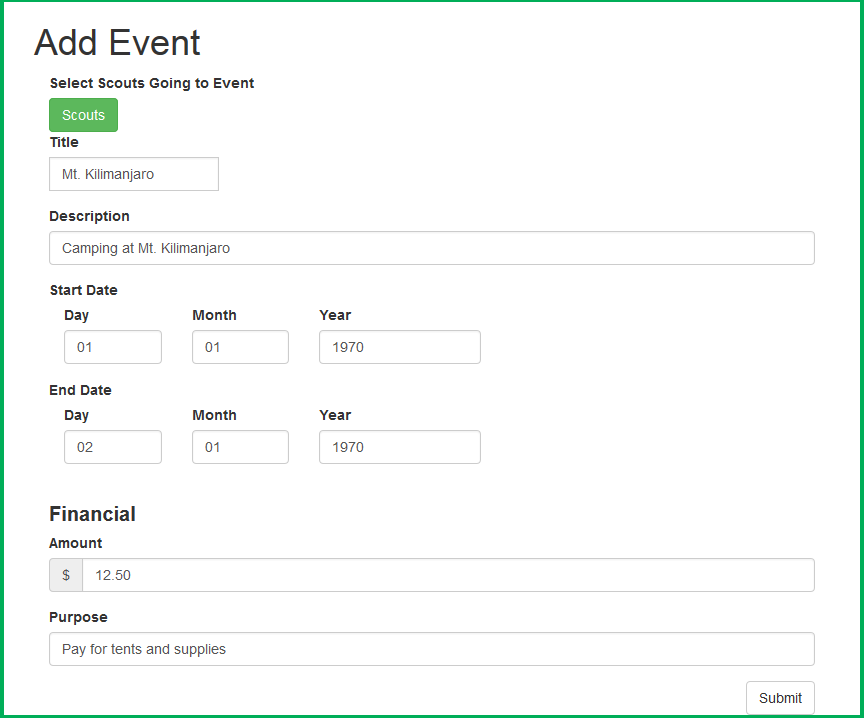 Add Event
Select Scouts Going to Event
Scouts
Title
Mt. Kilimanjaro
Description
Camping at Mt. Kilimanjaro
Start Date
Day Month Year
01 01 1970
End Date
Day Month Year
02 01 1970
Financial
Amount
$ 12.50
Purpose
Pay for tents and supplies
Submit